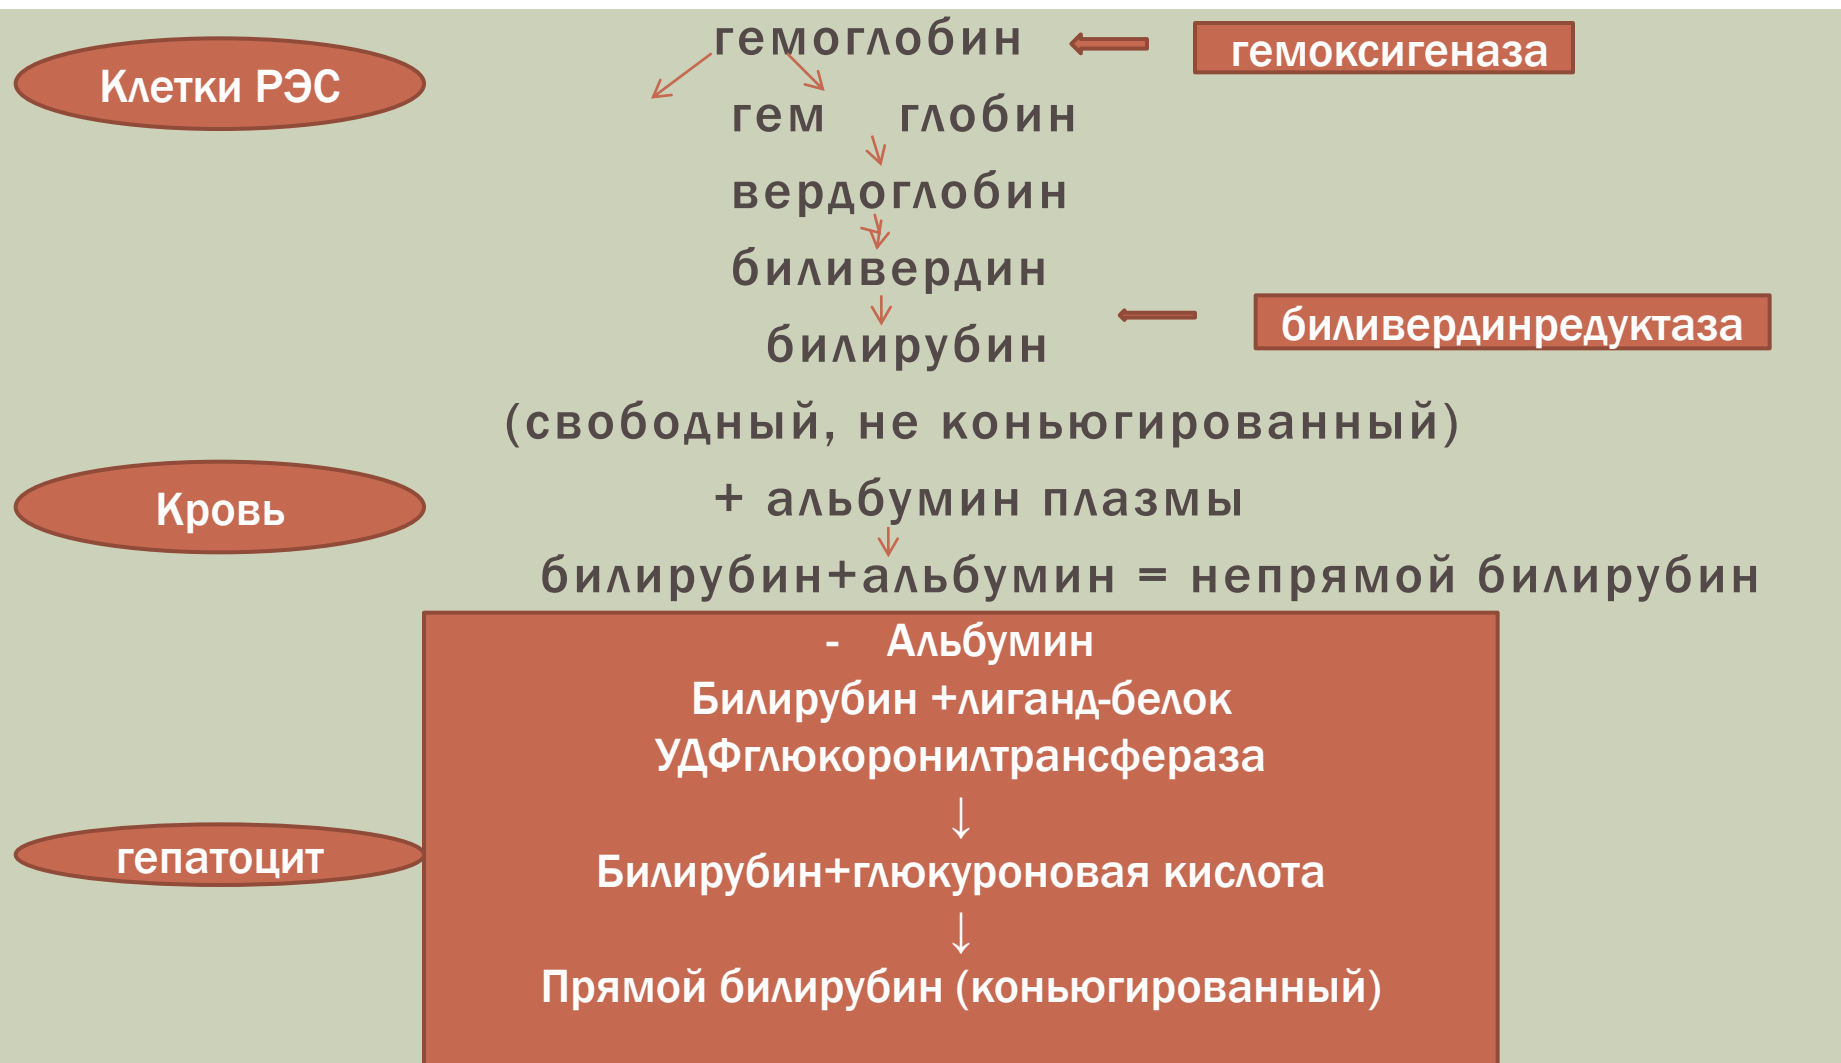 гемоглобин
гемоксигеназа
Клетки РЭС
гем глобин
вердоглобин
биливердин
биливердинредуктаза
билирубин
(свободный, не коньюгированный)
Кровь
+ альбумин плазмы
билирубин+альбумин = непрямой билирубин
- Альбумин
Билирубин +лиганд-белок
УДФглюкоронилтрансфераза
↓
гепатоцит
Билирубин+глюкуроновая кислота
↓
Прямой билирубин (коньюгированный)